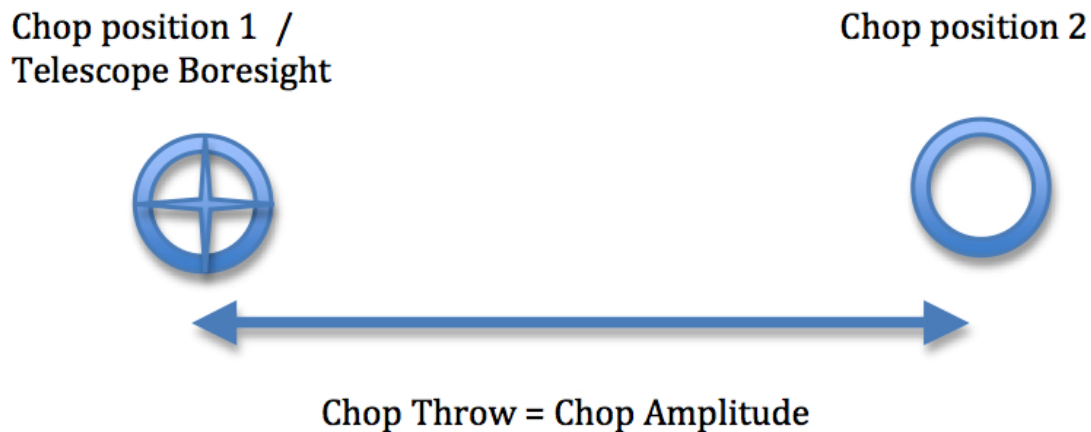 Chop position 1 /
Telescope Boresight
Chop position 2
Chop Throw = Chop Amplitude